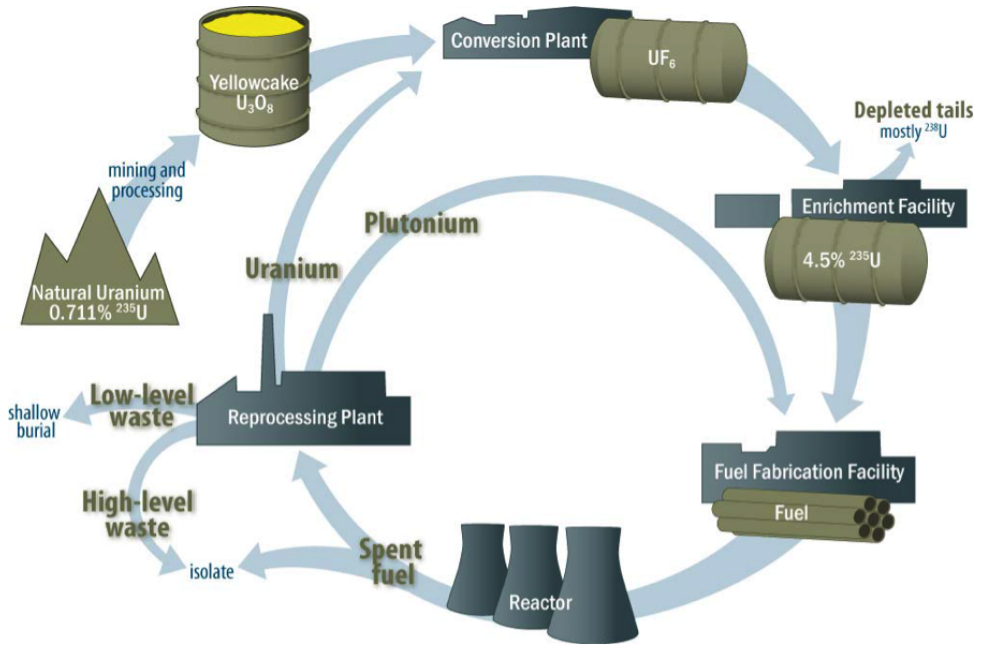 Yellowcake
U₃O₈
Conversion Plant
UF₆
Depleted tails
mostly ²³⁸U
mining and
processing
Enrichment Facility
4.5% ²³⁵U
Plutonium
Uranium
Natural Uranium
0.711% ²³⁵U
Low-level
waste
shallow
burial
Reprocessing Plant
Fuel Fabrication Facility
Fuel
High-level
waste
Spent
fuel
isolate
Reactor